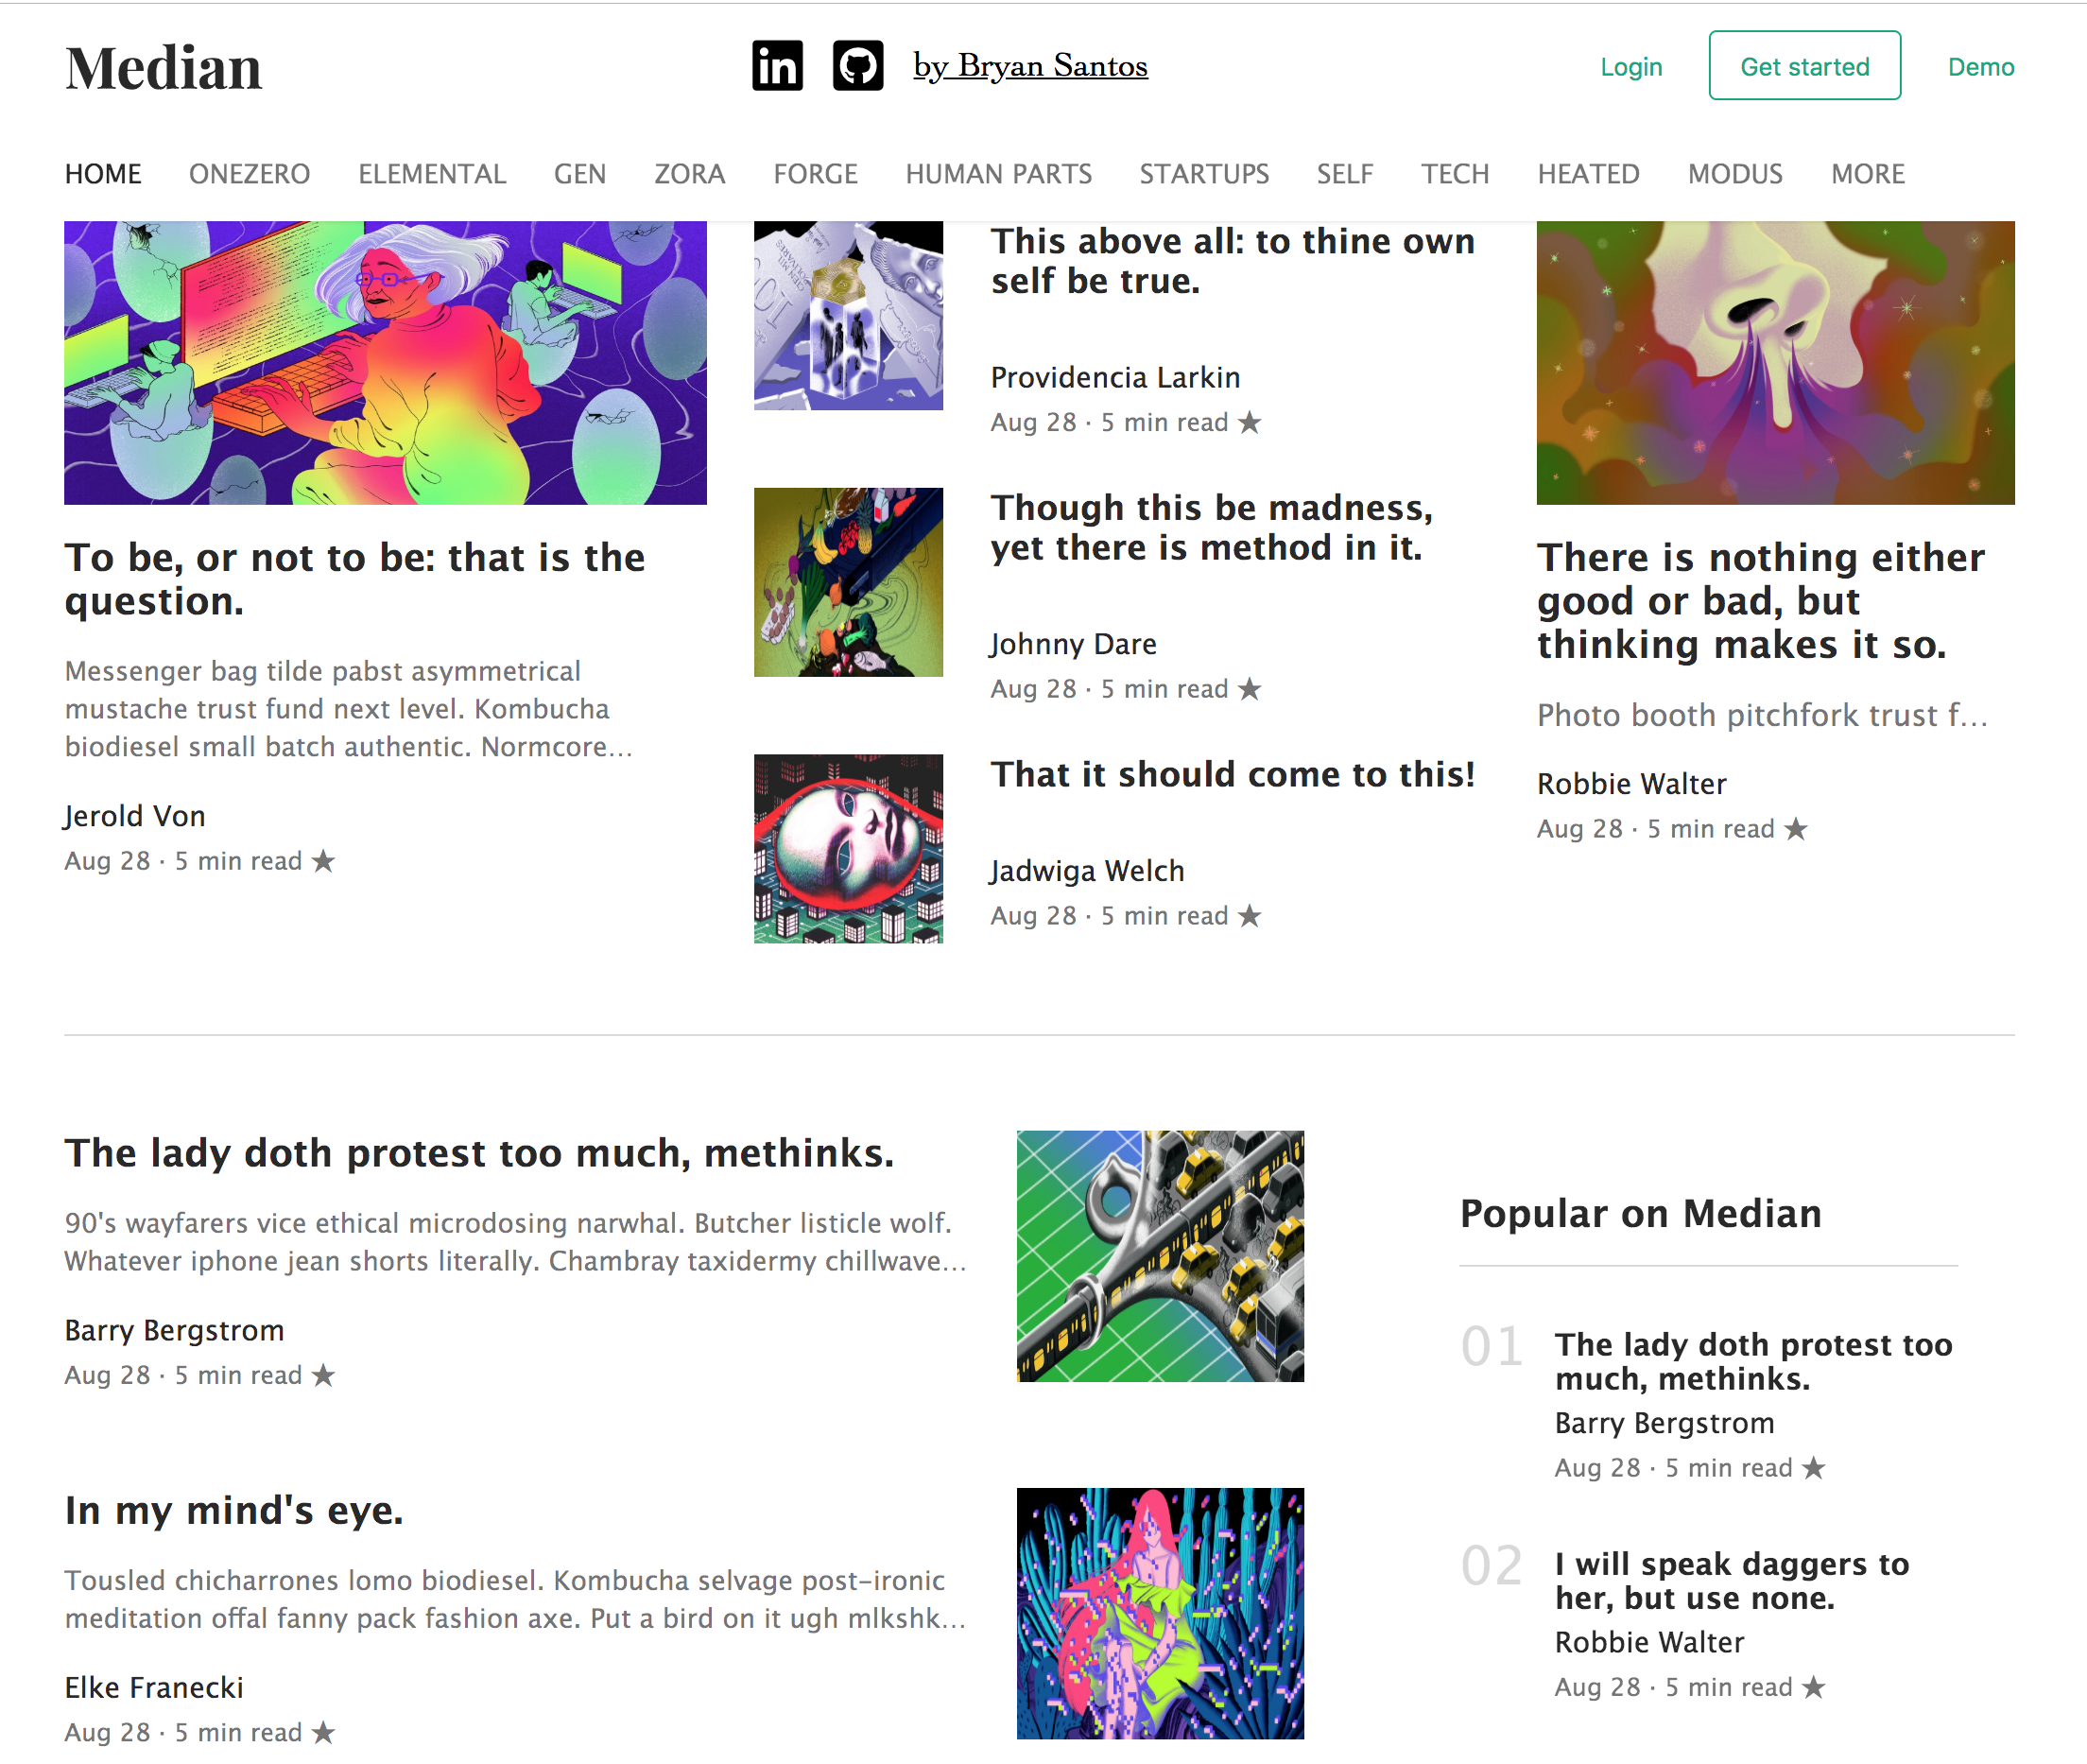 Median
by Bryan Santos
Login
Get started
Demo
HOME ONEZERO ELEMENTAL GEN ZORA FORGE HUMAN PARTS STARTUPS SELF TECH HEATED MODUS MORE
To be, or not to be: that is the
question.
Messenger bag tilde pabst asymmetrical
mustache trust fund next level. Kombucha
biodiesel small batch authentic. Normcore...
Jerold Von
Aug 28 · 5 min read ★
This above all: to thine own
self be true.
Providencia Larkin
Aug 28 · 5 min read ★
Though this be madness,
yet there is method in it.
Johnny Dare
Aug 28 · 5 min read ★
That it should come to this!
Jadwiga Welch
Aug 28 · 5 min read ★
There is nothing either
good or bad, but
thinking makes it so.
Photo booth pitchfork trust f...
Robbie Walter
Aug 28 · 5 min read ★
The lady doth protest too much, methinks.
90's wayfarers vice ethical microdosing narwhal. Butcher listicle wolf.
Whatever iphone jean shorts literally. Chambray taxidermy chillwave...
Barry Bergstrom
Aug 28 · 5 min read ★
In my mind's eye.
Tousled chicharrones lomo biodiesel. Kombucha selvage post-ironic
meditation offal fanny pack fashion axe. Put a bird on it ugh mlkshk...
Elke Franecki
Aug 28 · 5 min read ★
Popular on Median
01
The lady doth protest too
much, methinks.
Barry Bergstrom
Aug 28 · 5 min read ★
02
I will speak daggers to
her, but use none.
Robbie Walter
Aug 28 · 5 min read ★